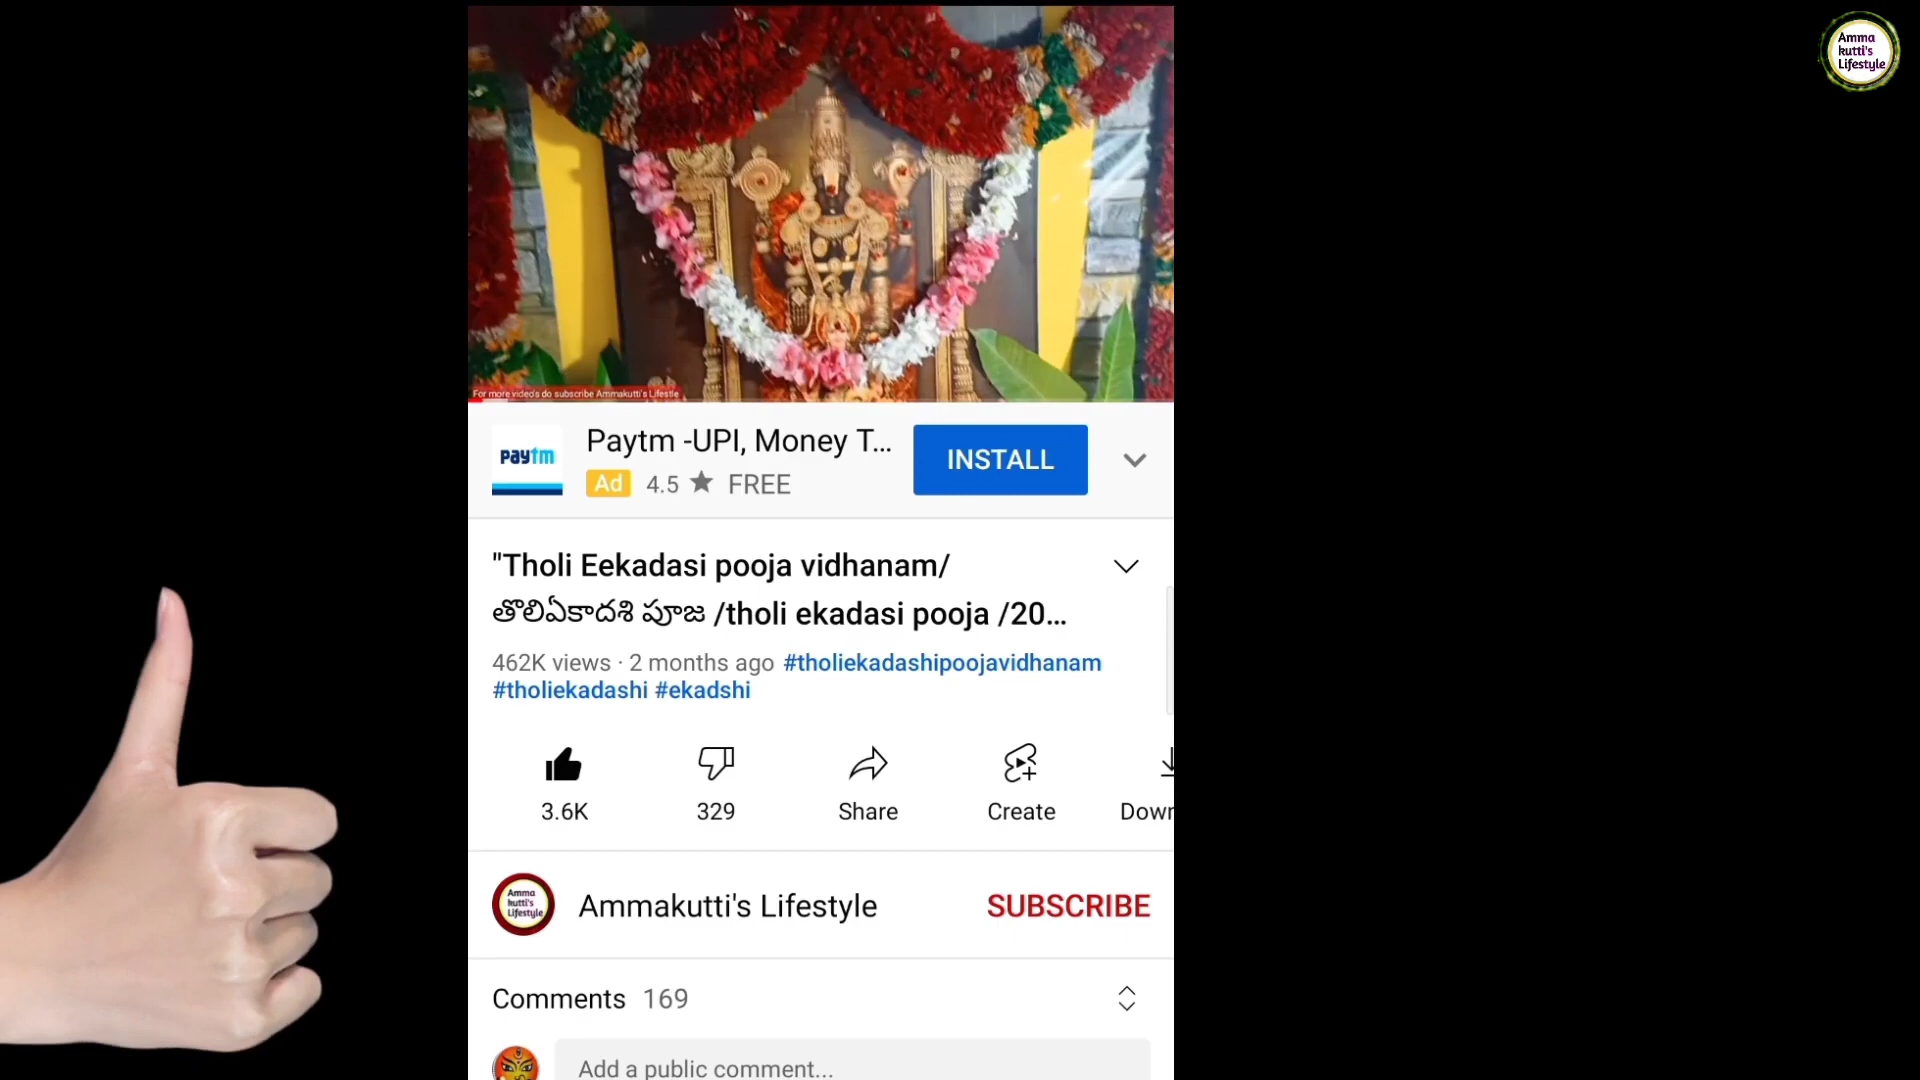 Amma
kutti's
Lifestyle
For more video's do subscribe Ammakutti's Lifestle
paytm
Paytm -UPI, Money T...
INSTALL
Ad 4.5 ★ FREE
"Tholi Eekadasi pooja vidhanam/
తొలిఏకాదశి పూజ /tholi ekadasi pooja /20...
462K views · 2 months ago #tholiekadashipoojavidhanam
#tholiekadashi #ekadshi
3.6K 329 Share Create Down
Amma
kutti's
Lifestyle
Ammakutti's Lifestyle SUBSCRIBE
Comments 169
Add a public comment...